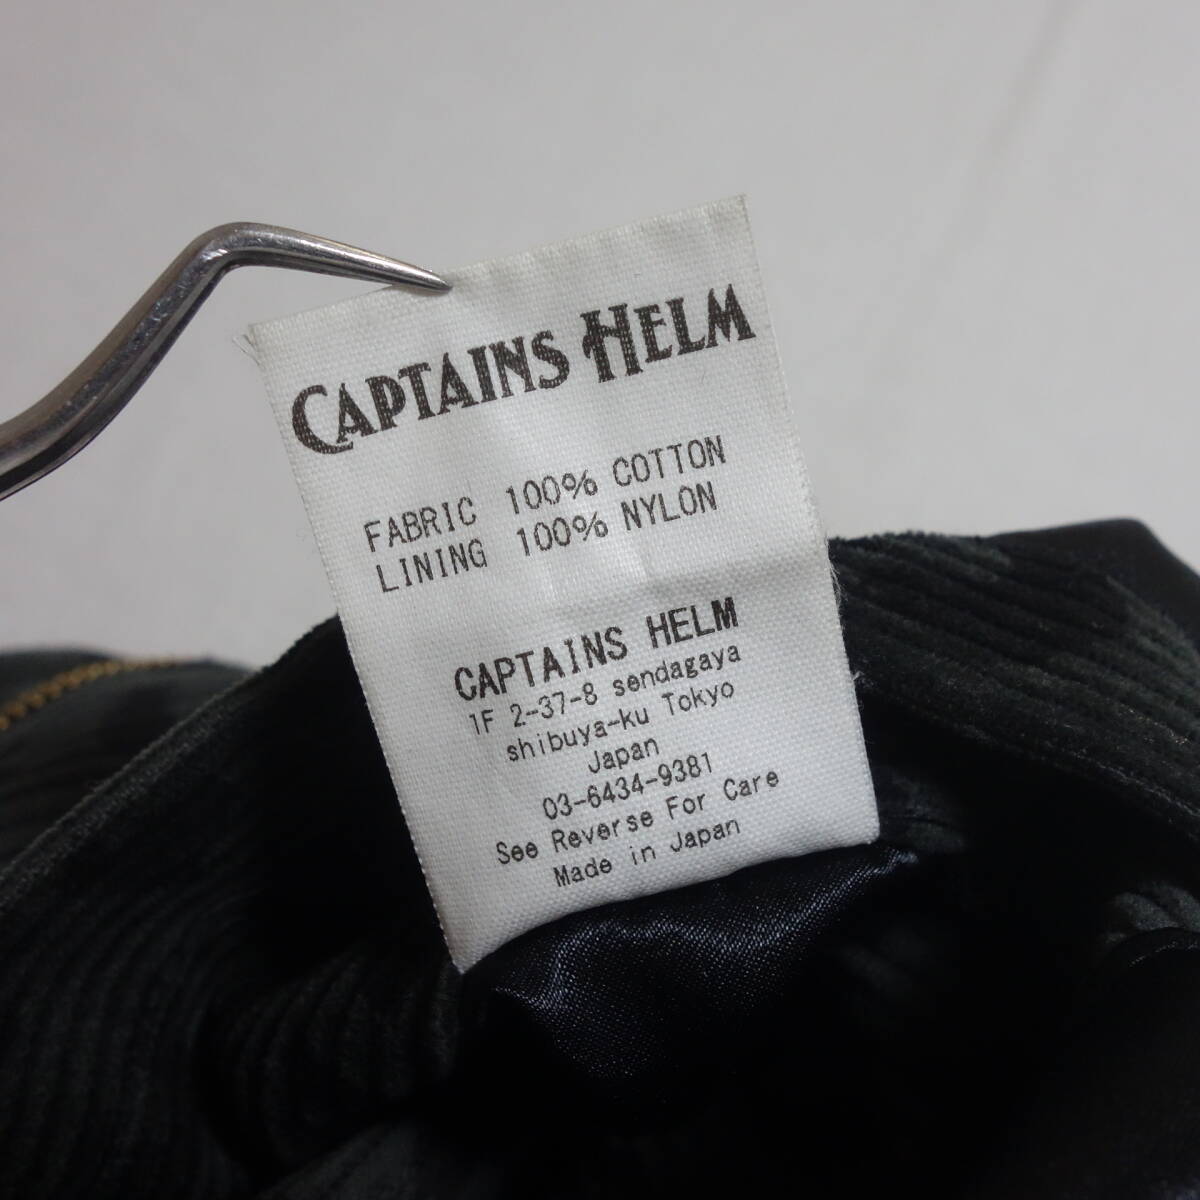 CAPTAINS HELM
FABRIC 100% COTTON
LINING 100% NYLON
CAPTAINS HELM
1F 2-37-8 sendagaya
shibuya-ku Tokyo
Japan
03-6434-9381
See Reverse For Care
Made in Japan